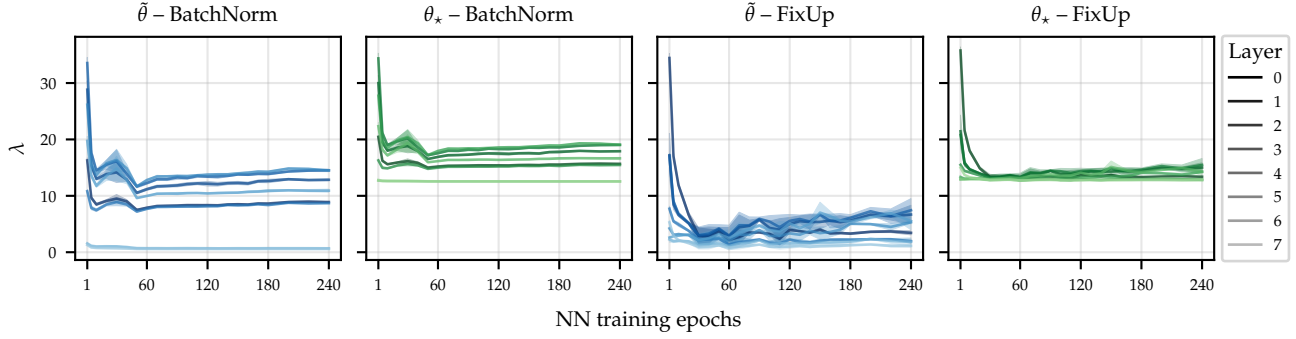 θ̃ – BatchNorm
θ⋆ – BatchNorm
θ̃ – FixUp
θ⋆ – FixUp
λ
30
20
10
0
1 60 120 180 240
1 60 120 180 240
1 60 120 180 240
1 60 120 180 240
NN training epochs
Layer
0
1
2
3
4
5
6
7